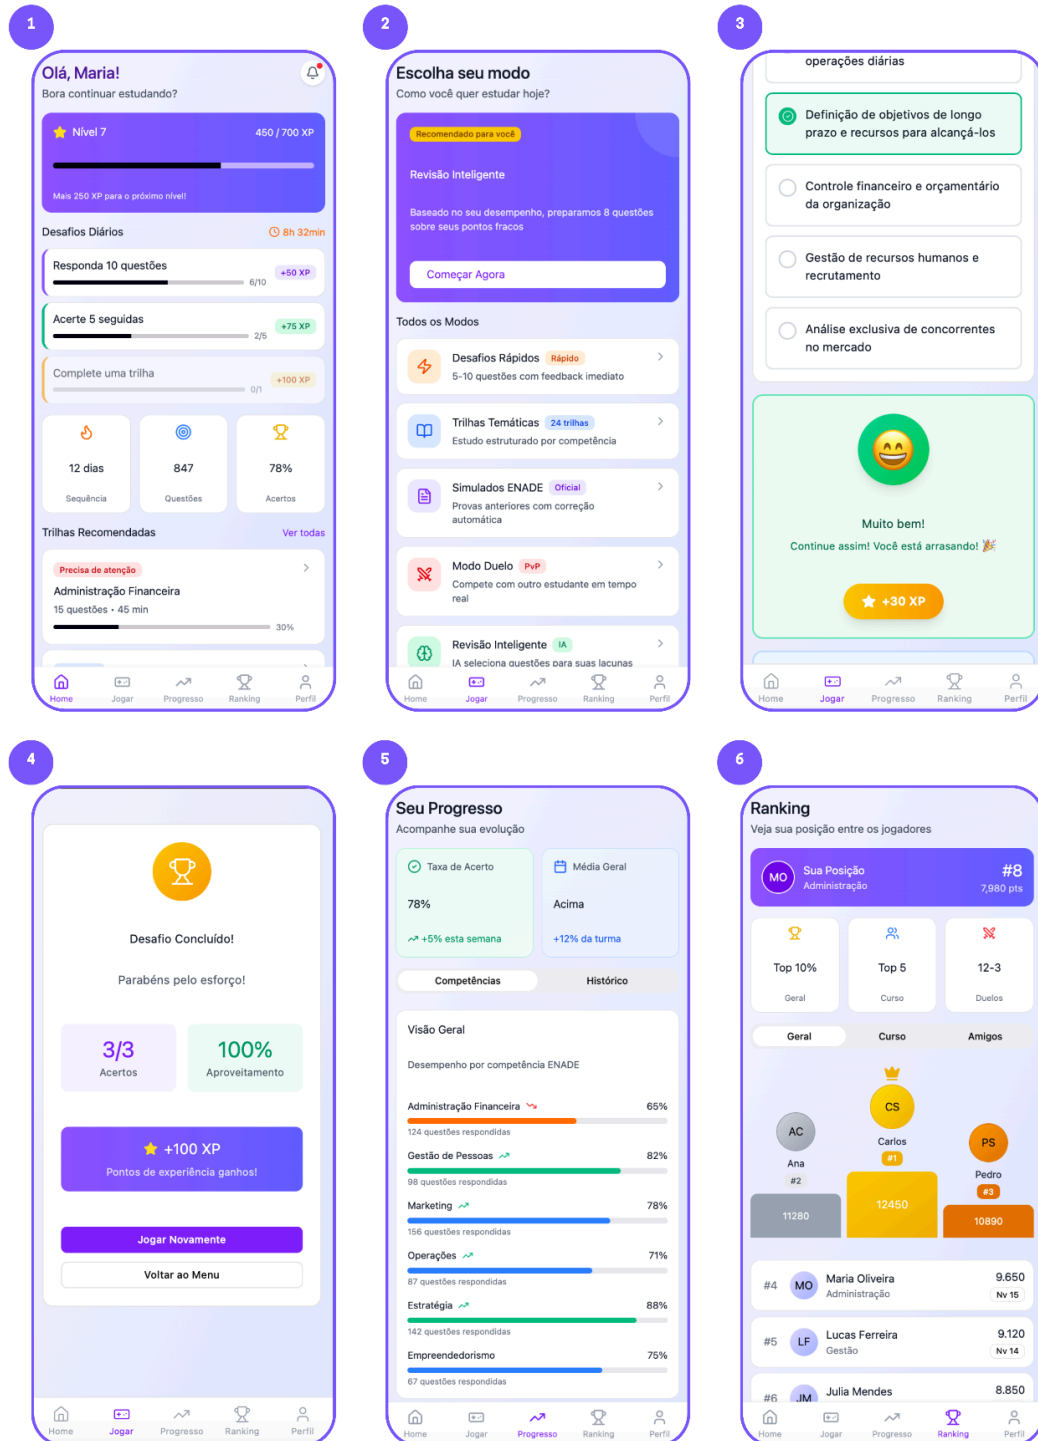 1
Olá, Maria!
Bora continuar estudando?
Nível 7
450 / 700 XP
Mais 250 XP para o próximo nível!
Desafios Diários
8h 32min
Responda 10 questões
6/10
+50 XP
Acerte 5 seguidas
2/5
+75 XP
Complete uma trilha
0/1
+100 XP
12 dias
Sequência
847
Questões
78%
Acertos
Trilhas Recomendadas
Ver todas
Precisa de atenção
Administração Financeira
15 questões • 45 min
30%
Home
Jogar
Progresso
Ranking
Perfil
2
Escolha seu modo
Como você quer estudar hoje?
Recomendado para você
Revisão Inteligente
Baseado no seu desempenho, preparamos 8 questões
sobre seus pontos fracos
Começar Agora
Todos os Modos
Desafios Rápidos
Rápido
5-10 questões com feedback imediato
Trilhas Temáticas
24 trilhas
Estudo estruturado por competência
Simulados ENADE
Oficial
Provas anteriores com correção
automática
Modo Duelo
PvP
Compete com outro estudante em tempo
real
Revisão Inteligente
IA
IA seleciona questões para suas lacunas
Home
Jogar
Progresso
Ranking
Perfil
3
operações diárias
Definição de objetivos de longo
prazo e recursos para alcançá-los
Controle financeiro e orçamentário
da organização
Gestão de recursos humanos e
recrutamento
Análise exclusiva de concorrentes
no mercado
Muito bem!
Continue assim! Você está arrasando! 🎉
+30 XP
Home
Jogar
Progresso
Ranking
Perfil
4
Desafio Concluído!
Parabéns pelo esforço!
3/3
Acertos
100%
Aproveitamento
+100 XP
Pontos de experiência ganhos!
Jogar Novamente
Voltar ao Menu
Home
Jogar
Progresso
Ranking
Perfil
5
Seu Progresso
Acompanhe sua evolução
Taxa de Acerto
78%
+5% esta semana
Média Geral
Acima
+12% da turma
Competências
Histórico
Visão Geral
Desempenho por competência ENADE
Administração Financeira
65%
124 questões respondidas
Gestão de Pessoas
82%
98 questões respondidas
Marketing
78%
156 questões respondidas
Operações
71%
87 questões respondidas
Estratégia
88%
142 questões respondidas
Empreendedorismo
75%
67 questões respondidas
Home
Jogar
Progresso
Ranking
Perfil
6
Ranking
Veja sua posição entre os jogadores
MO
Sua Posição
Administração
#8
7,980 pts
Top 10%
Geral
Top 5
Curso
12-3
Duelos
Geral
Curso
Amigos
AC
Ana
#2
11280
CS
Carlos
#1
12450
PS
Pedro
#3
10890
#4
MO
Maria Oliveira
Administração
9.650
Nv 15
#5
LF
Lucas Ferreira
Gestão
9.120
Nv 14
#6
JM
Julia Mendes
8.850
Home
Jogar
Progresso
Ranking
Perfil